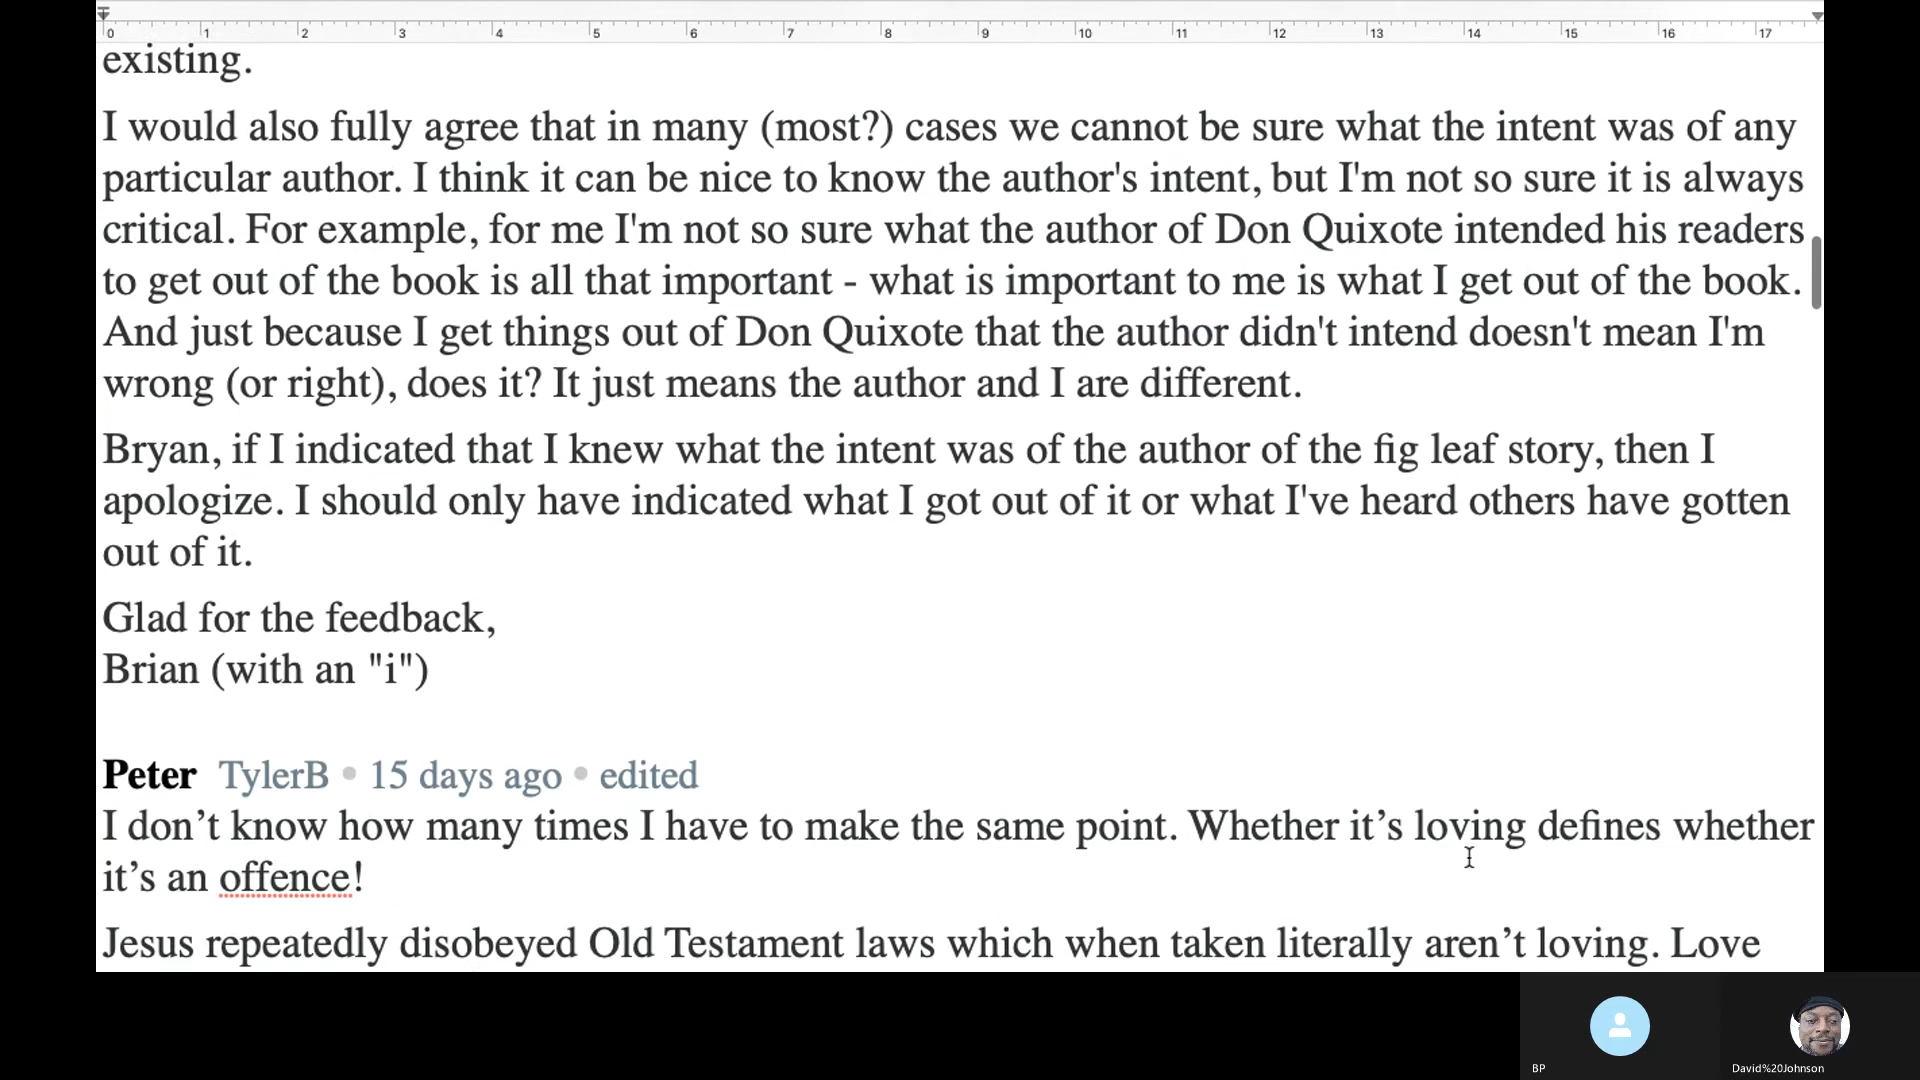 0 1 2 3 4 5 6 7 8 9 10 11 12 13 14 15 16 17
existing.
I would also fully agree that in many (most?) cases we cannot be sure what the intent was of any
particular author. I think it can be nice to know the author's intent, but I'm not so sure it is always
critical. For example, for me I'm not so sure what the author of Don Quixote intended his readers
to get out of the book is all that important - what is important to me is what I get out of the book.
And just because I get things out of Don Quixote that the author didn't intend doesn't mean I'm
wrong (or right), does it? It just means the author and I are different.
Bryan, if I indicated that I knew what the intent was of the author of the fig leaf story, then I
apologize. I should only have indicated what I got out of it or what I've heard others have gotten
out of it.
Glad for the feedback,
Brian (with an "i")
Peter TylerB • 15 days ago • edited
I don’t know how many times I have to make the same point. Whether it’s loving defines whether
it’s an offence!
Jesus repeatedly disobeyed Old Testament laws which when taken literally aren’t loving. Love
BP David%20Johnson